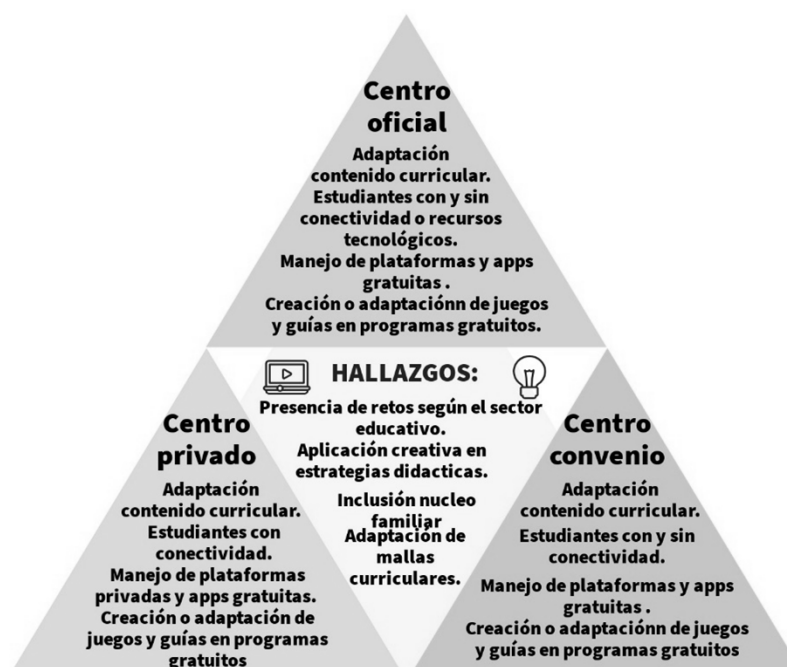 Centro
oficial
Adaptación
contenido curricular.
Estudiantes con y sin
conectividad o recursos
tecnológicos.
Manejo de plataformas y apps
gratuitas .
Creación o adaptaciónn de juegos
y guías en programas gratuitos.
HALLAZGOS:
Presencia de retos según el sector
educativo.
Aplicación creativa en
estrategias didacticas.
Inclusión nucleo
familiar
Adaptación de
mallas
curriculares.
Centro
privado
Adaptación
contenido curricular.
Estudiantes con
conectividad.
Manejo de plataformas
privadas y apps gratuitas.
Creación o adaptación de
juegos y guías en programas
gratuitos
Centro
convenio
Adaptación
contenido curricular.
Estudiantes con y sin
conectividad.
Manejo de plataformas y apps
gratuitas .
Creación o adaptaciónn de juegos
y guías en programas gratuitos